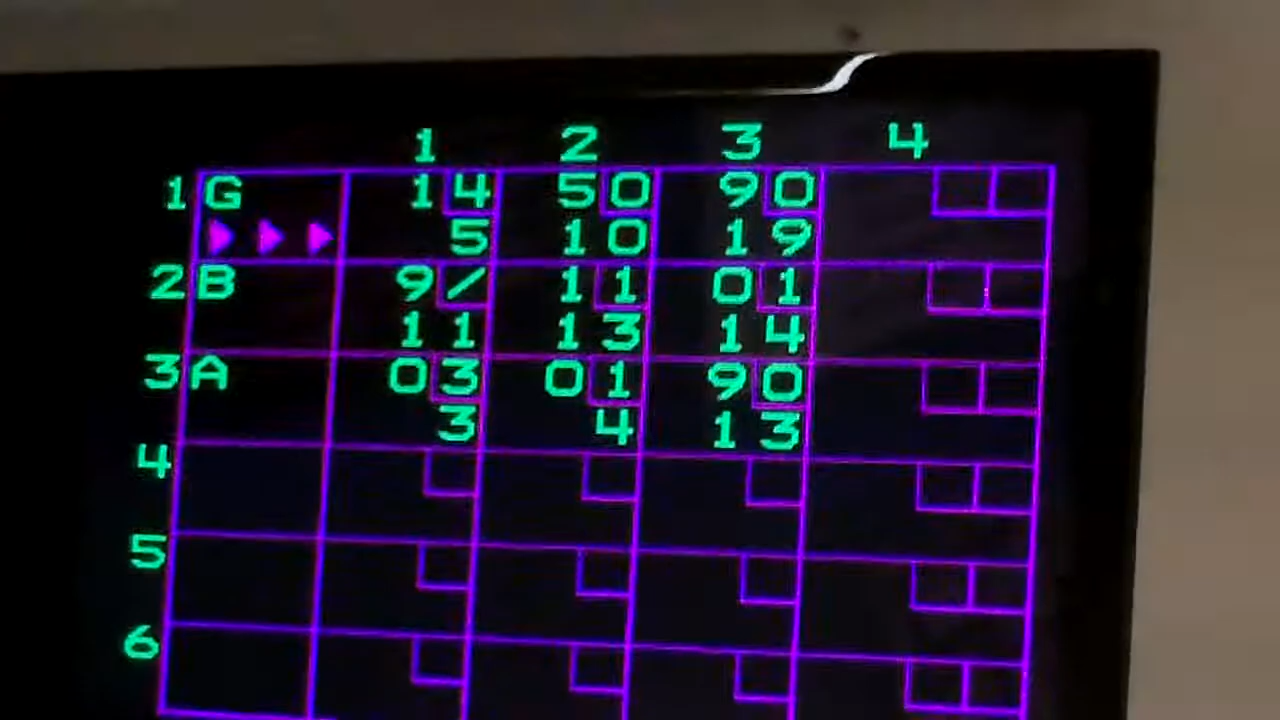 1 2 3 4
1 G 1 4 5 0 9 0
5 10 19
2 B 9 / 1 1 0 1
11 13 14
3 A 0 3 0 1 9 0
3 4 13
4
5
6